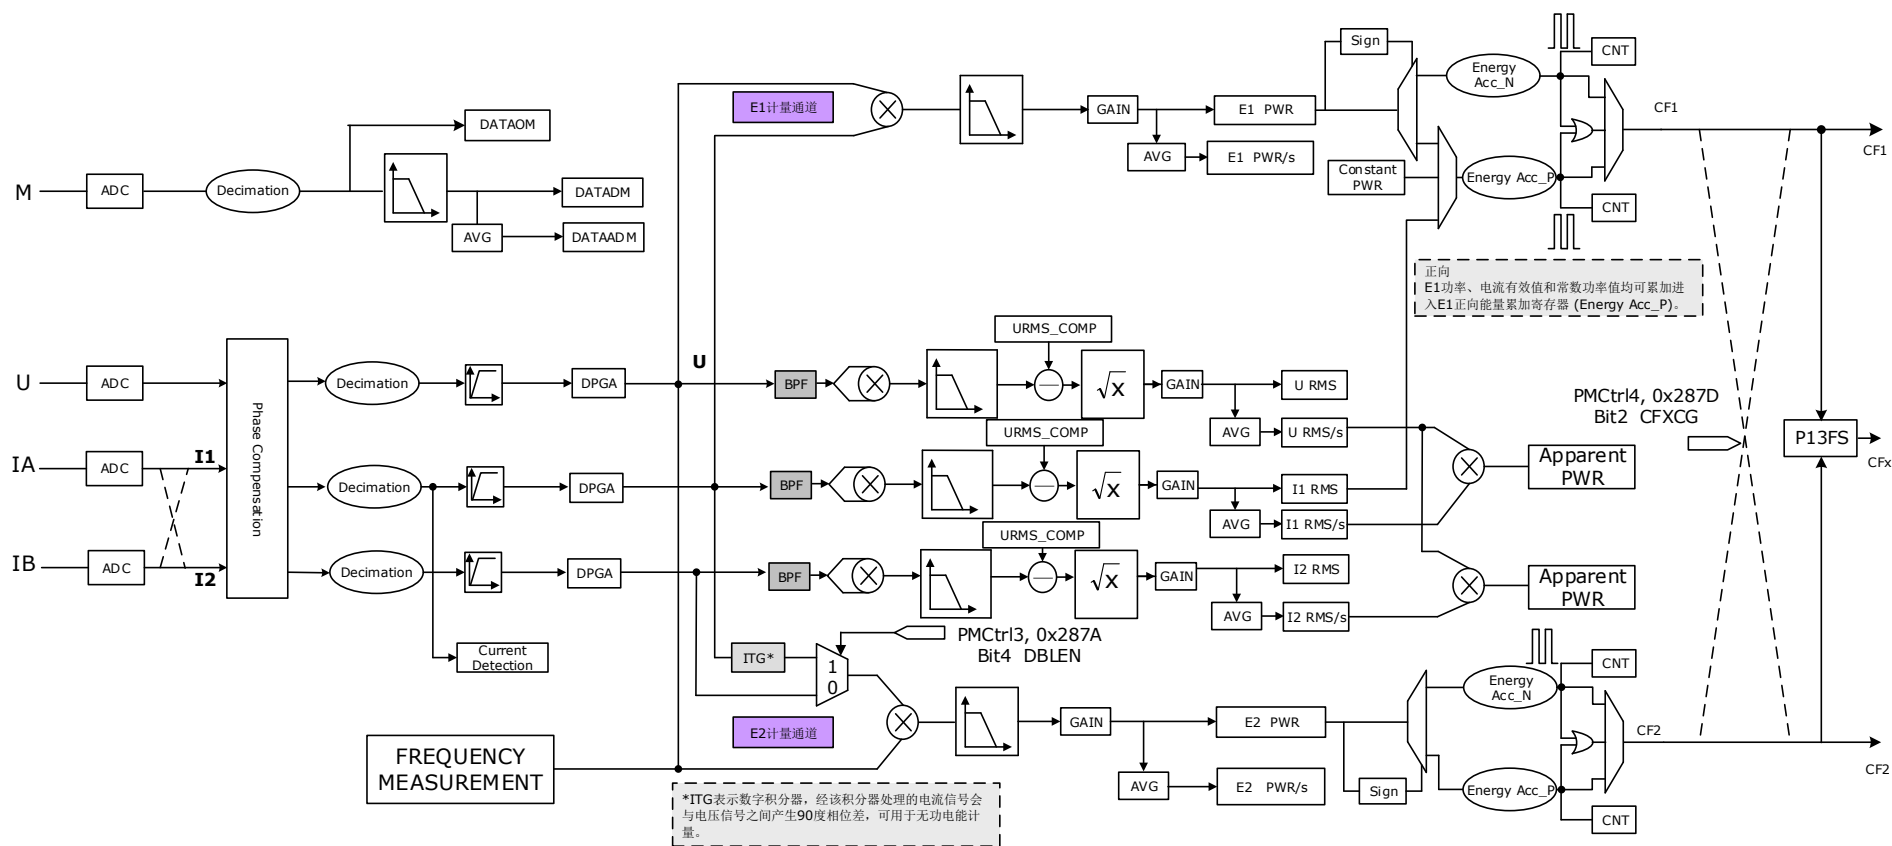 Sign
CNT
Energy
Acc_N
E1计量通道
GAIN
E1  PWR
CF1
CF1
DATAOM
AVG
E1  PWR/s
Constant
PWR
Energy Acc_P
CNT
M
ADC
Decimation
DATADM
AVG
DATAADM
正向
E1功率、电流有效值和常数功率值均可累加进
入E1正向能量累加寄存器 (Energy Acc_P)。
U
ADC
Phase Compensation
Decimation
DPGA
U
BPF
URMS_COMP
√x
GAIN
U RMS
AVG
U RMS/s
PMCtrl4, 0x287D
Bit2  CFXCG
P13FS
CFx
IA
ADC
I1
Decimation
DPGA
BPF
URMS_COMP
√x
GAIN
I1 RMS
AVG
I1 RMS/s
Apparent
PWR
IB
ADC
I2
Decimation
DPGA
BPF
URMS_COMP
√x
GAIN
I2 RMS
AVG
I2 RMS/s
Apparent
PWR
Current
Detection
ITG*
1
0
PMCtrl3, 0x287A
Bit4  DBLEN
E2计量通道
GAIN
E2  PWR
Energy
Acc_N
CNT
CF2
CF2
FREQUENCY
MEASUREMENT
AVG
E2  PWR/s
Sign
Energy Acc_P
CNT
*ITG表示数字积分器，经该积分器处理的电流信号会
与电压信号之间产生90度相位差，可用于无功电能计
量。